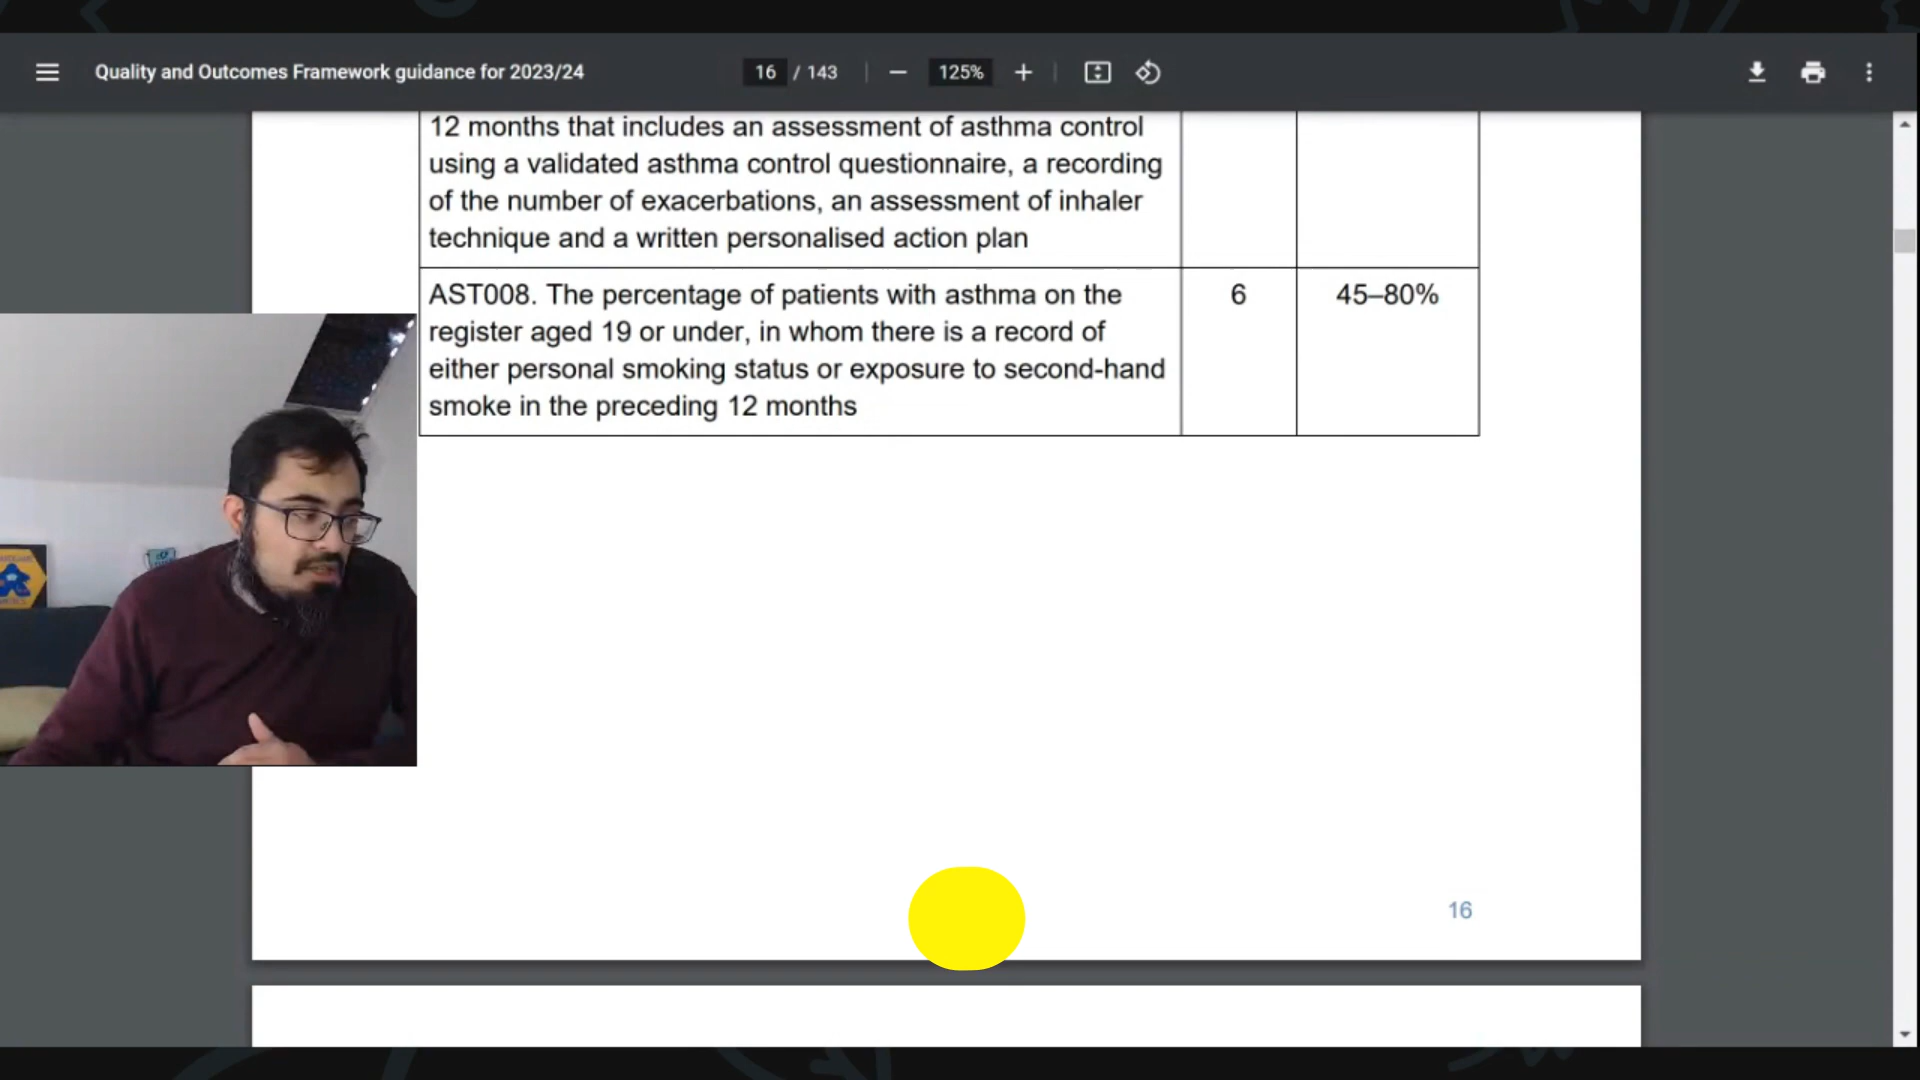 Quality and Outcomes Framework guidance for 2023/24
16 / 143
125%
12 months that includes an assessment of asthma control
using a validated asthma control questionnaire, a recording
of the number of exacerbations, an assessment of inhaler
technique and a written personalised action plan
AST008. The percentage of patients with asthma on the 6 45–80%
register aged 19 or under, in whom there is a record of
either personal smoking status or exposure to second-hand
smoke in the preceding 12 months
16